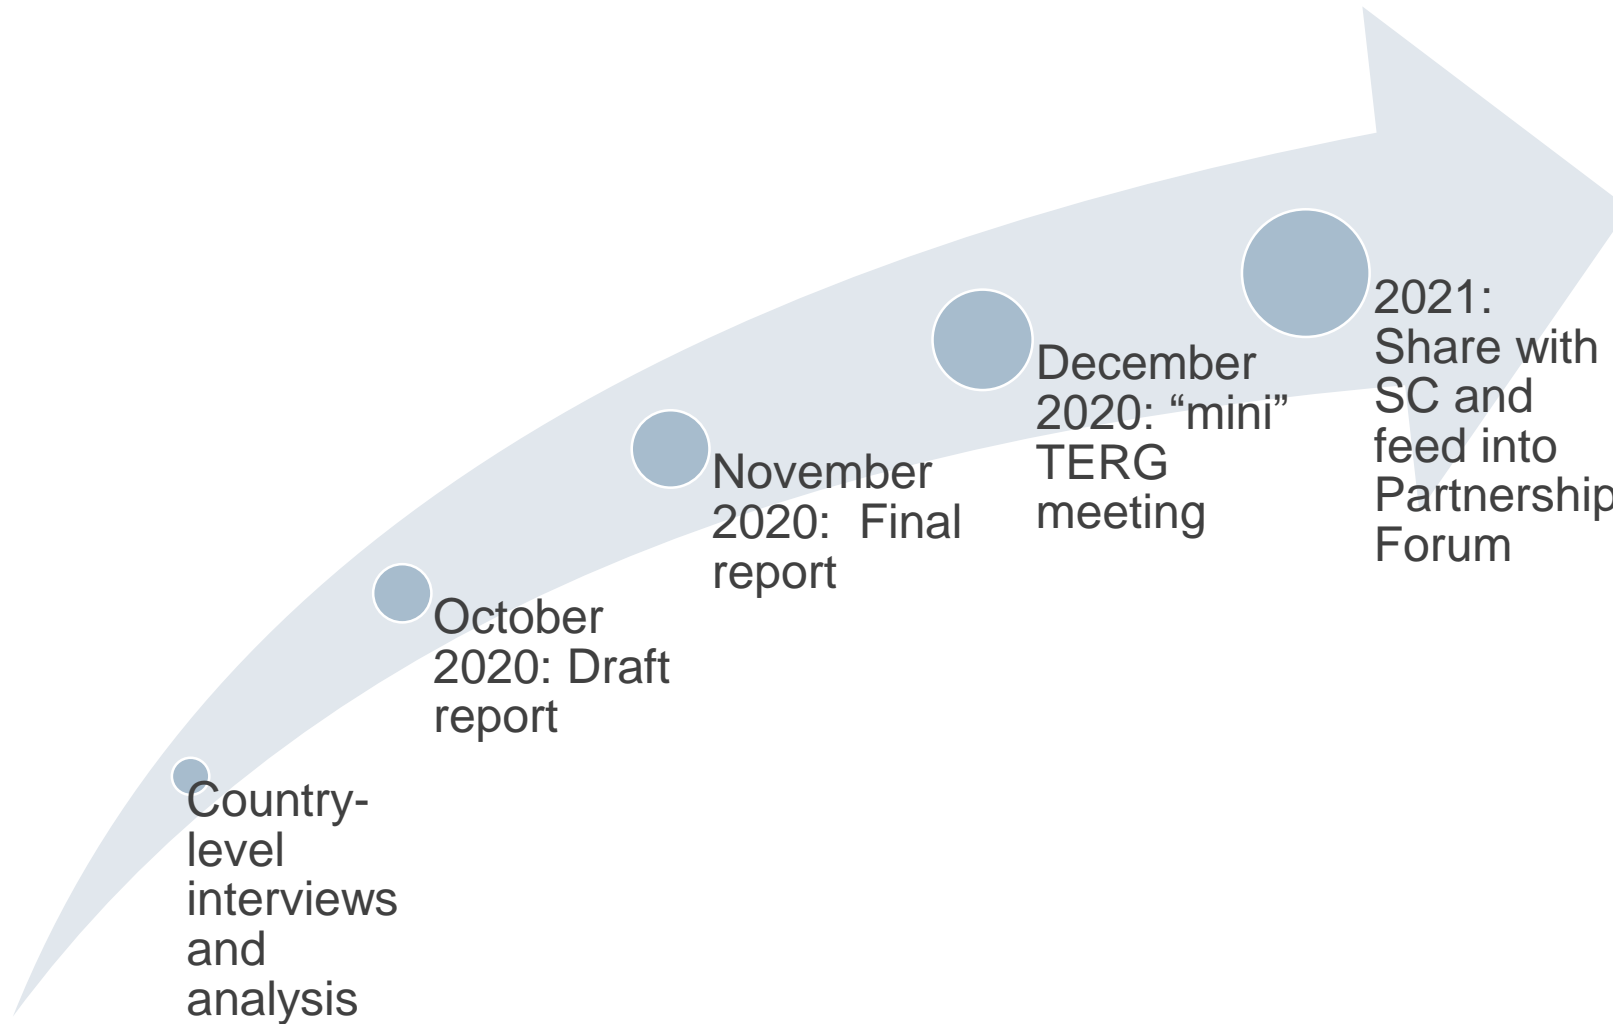 Country-
level
interviews
and
analysis
October
2020: Draft
report
November
2020:  Final
report
December
2020: “mini”
TERG
meeting
2021:
Share with
SC and
feed into
Partnership
Forum